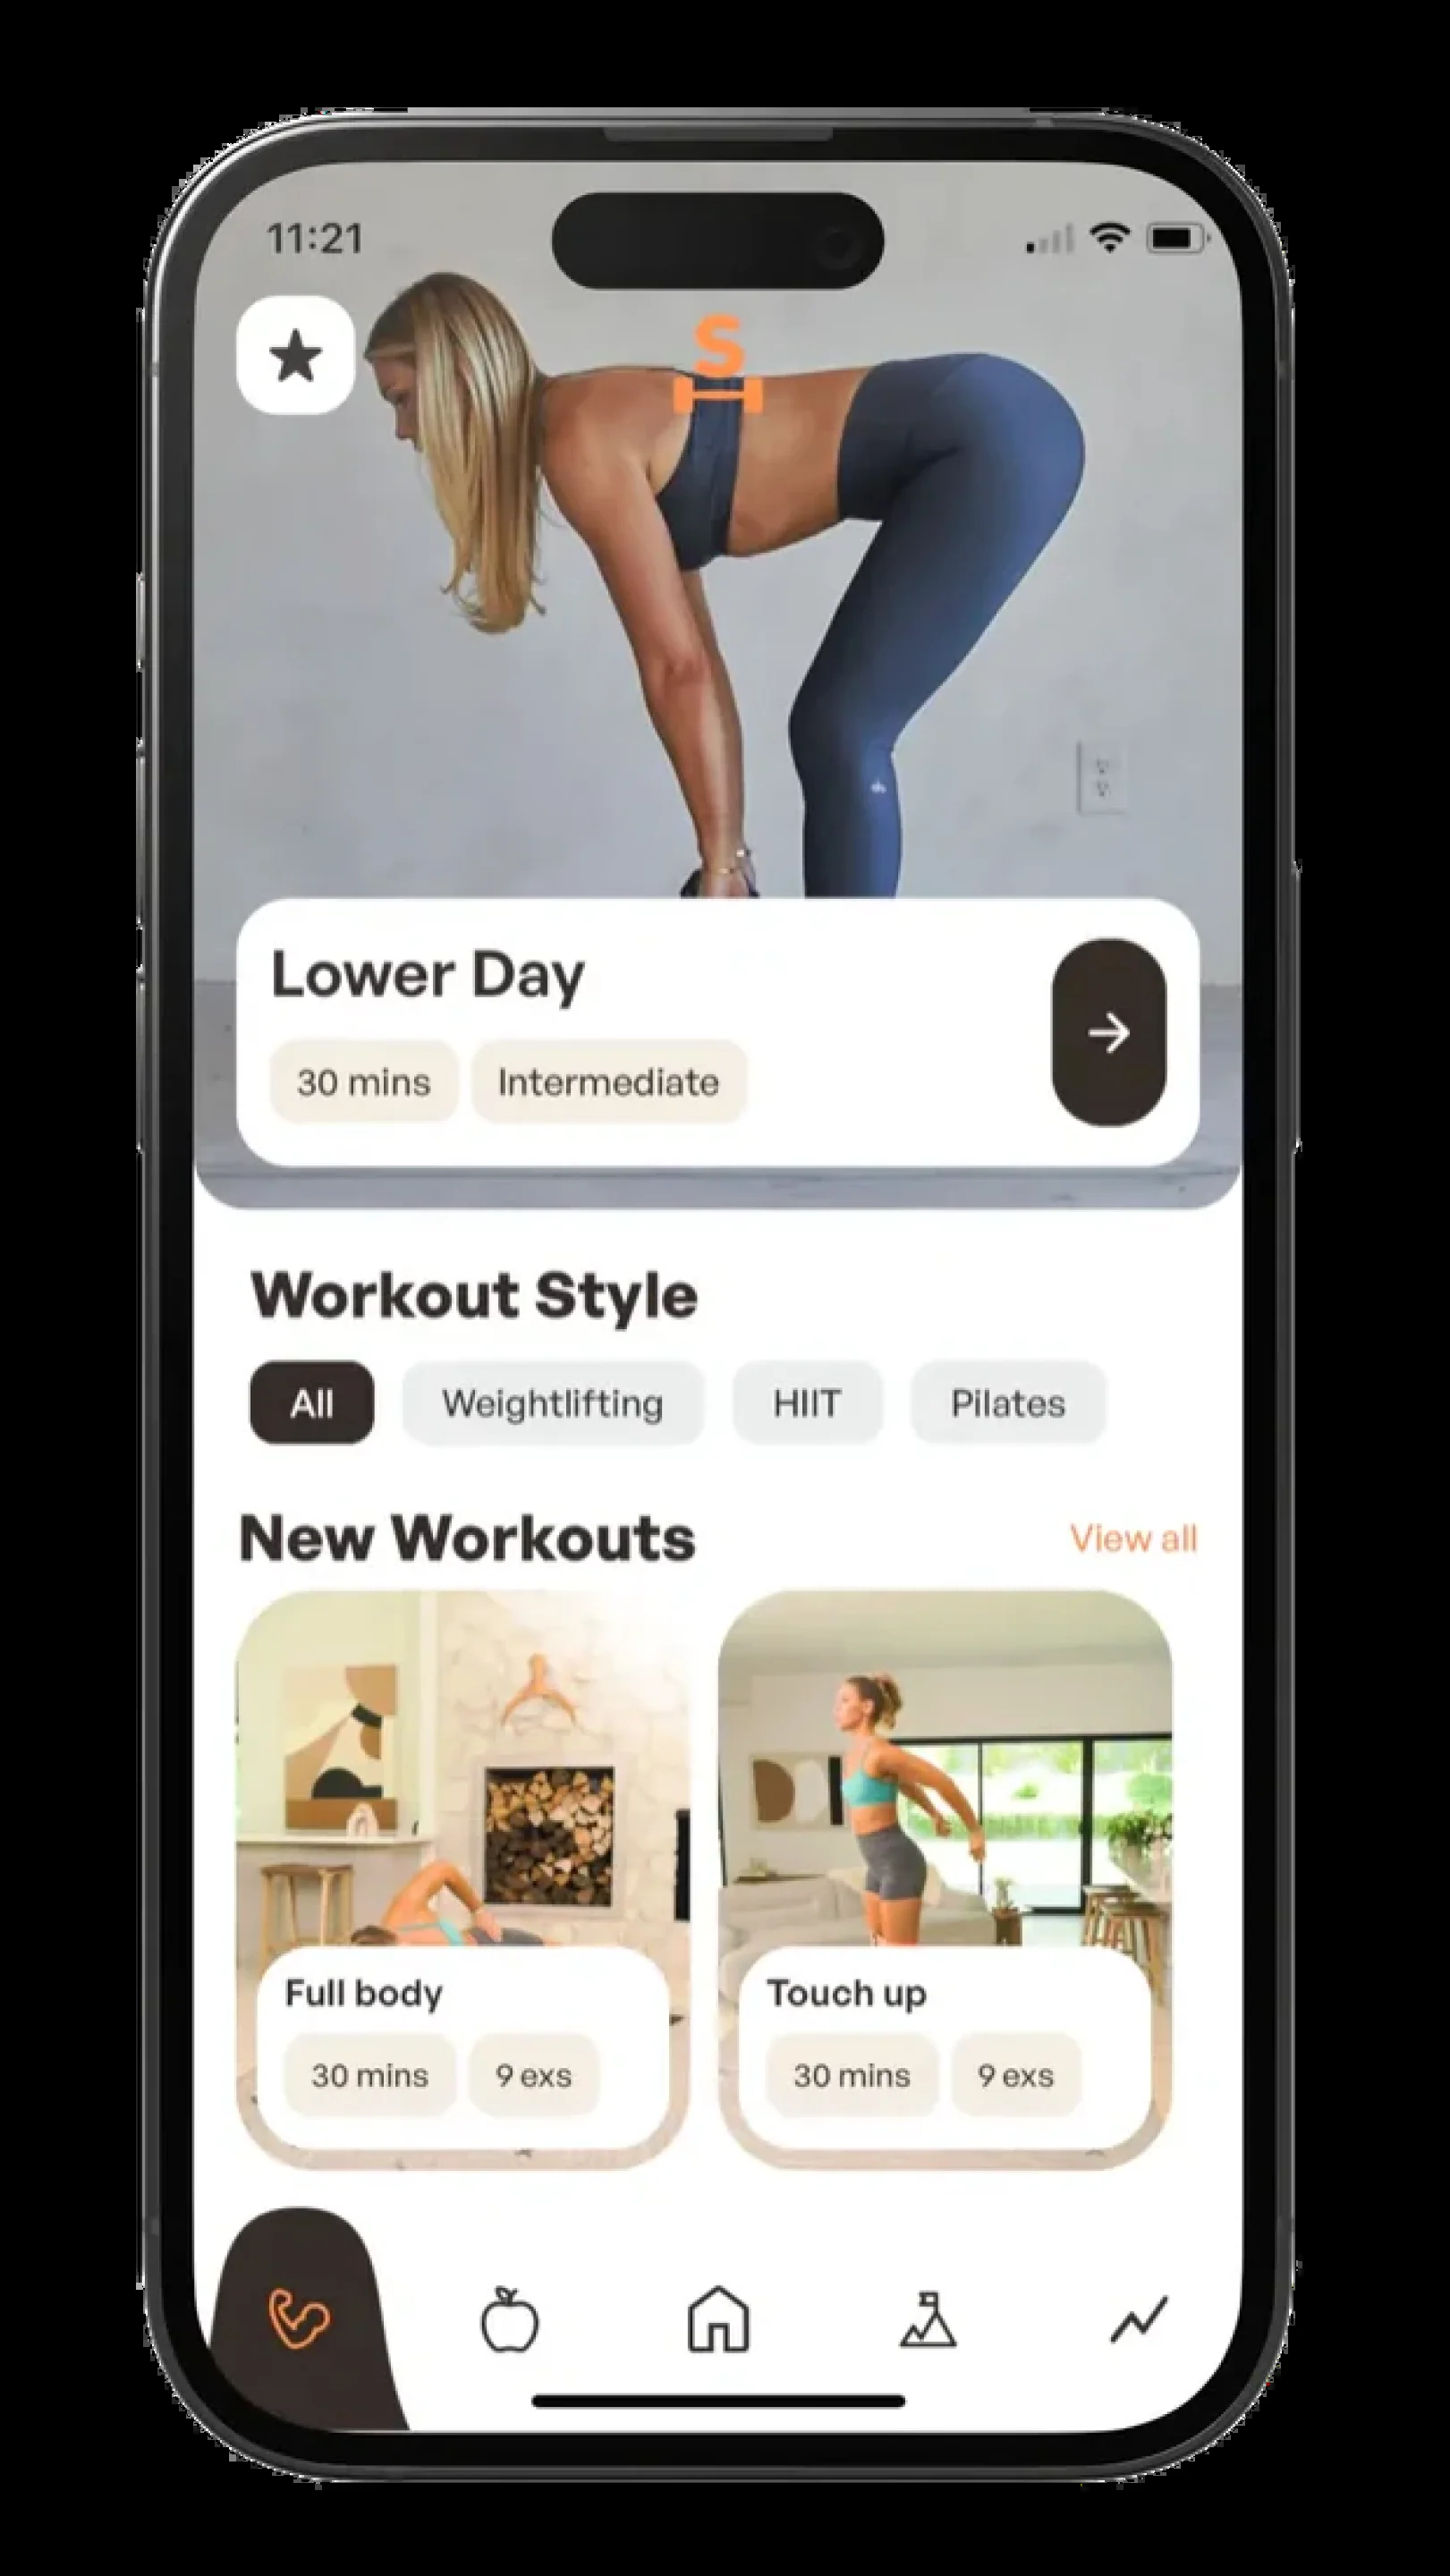 11:21
S
Lower Day
30 mins Intermediate
Workout Style
All Weightlifting HIIT Pilates
New Workouts View all
Full body
30 mins 9 exs
Touch up
30 mins 9 exs